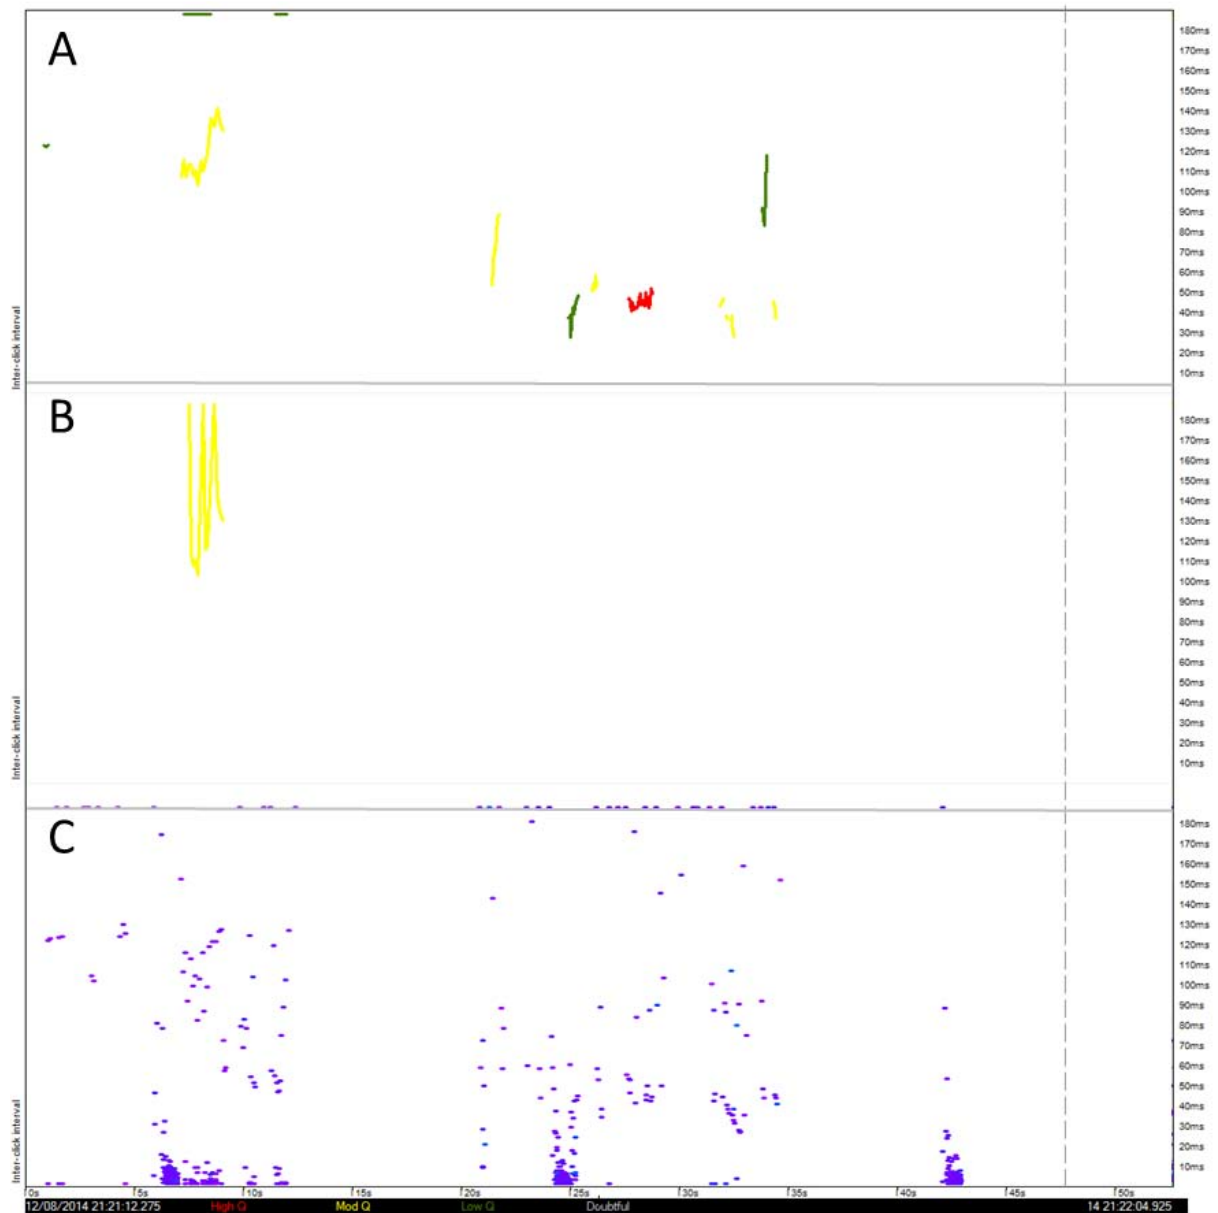 A
180ms
170ms
160ms
150ms
140ms
130ms
120ms
110ms
100ms
90ms
80ms
70ms
60ms
50ms
40ms
30ms
20ms
10ms
Inter-click interval
B
180ms
170ms
160ms
150ms
140ms
130ms
120ms
110ms
100ms
90ms
80ms
70ms
60ms
50ms
40ms
30ms
20ms
10ms
Inter-click interval
C
180ms
170ms
160ms
150ms
140ms
130ms
120ms
110ms
100ms
90ms
80ms
70ms
60ms
50ms
40ms
30ms
20ms
10ms
Inter-click interval
0s 5s 10s 15s 20s 25s 30s 35s 40s 45s 50s
12/08/2014 21:21:12.275 High Q Mod Q Low Q Doubtful 14 21:22:04.925